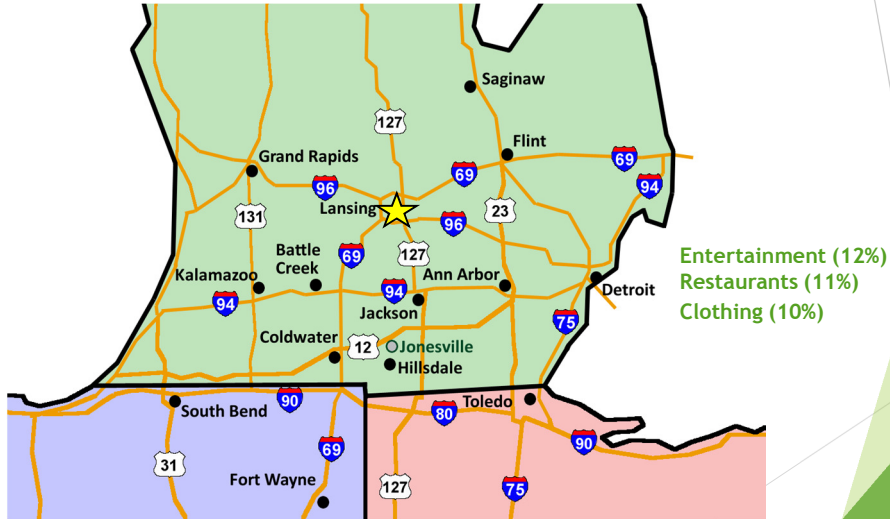 Saginaw
127
Flint
Grand Rapids
69
69
96
94
Lansing
131
23
96
69
127
Battle
Creek
Kalamazoo
Ann Arbor
94
94
Jackson
Detroit
75
Coldwater
12
Jonesville
Hillsdale
90
South Bend
80
Toledo
90
31
69
Fort Wayne
127
75
Entertainment (12%)
Restaurants (11%)
Clothing (10%)